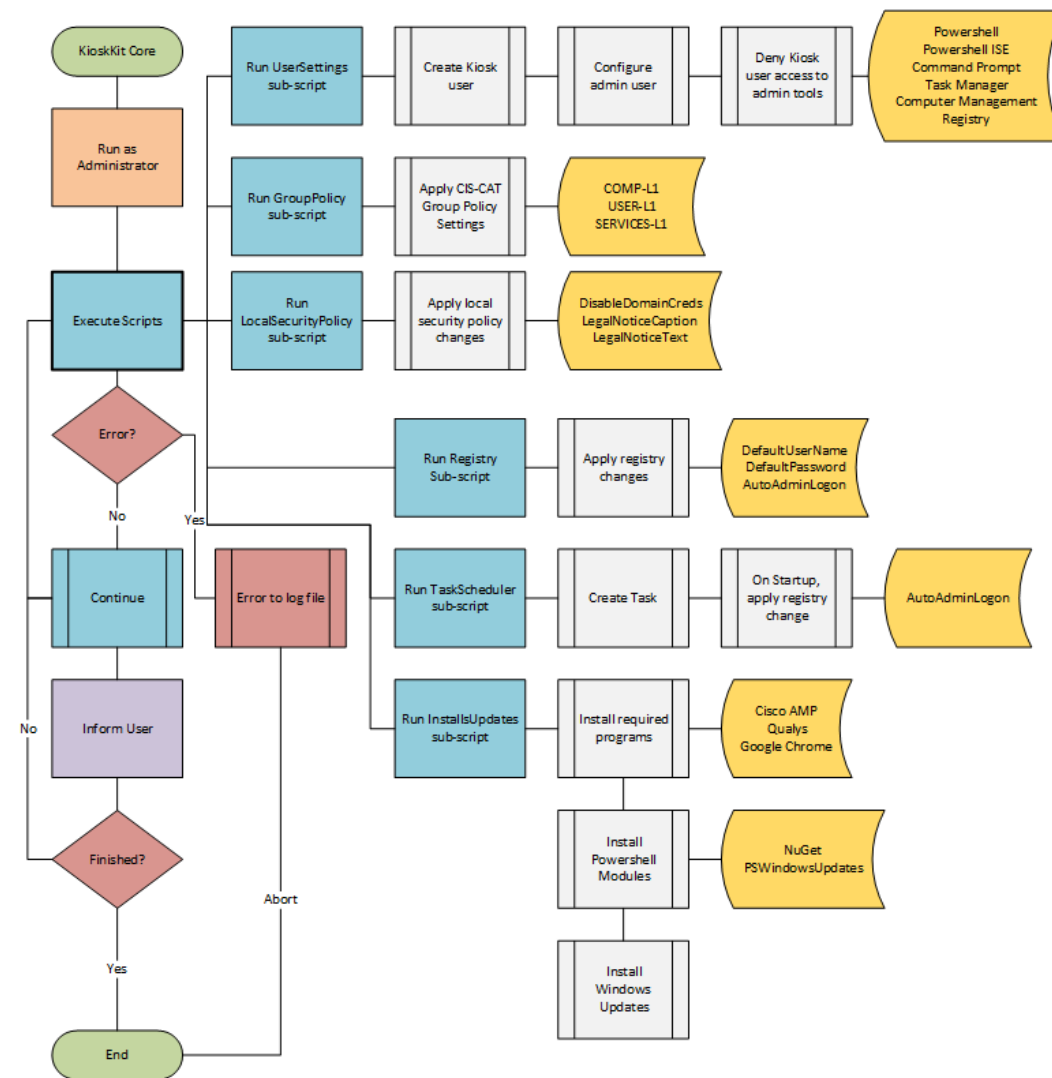 KioskKit Core
Run UserSettings
sub-script
Create Kiosk
user
Configure
admin user
Deny Kiosk
user access to
admin tools
Powershell
Powershell ISE
Command Prompt
Task Manager
Computer Management
Registry
Run as
Administrator
Run GroupPolicy
sub-script
Apply CIS-CAT
Group Policy
Settings
COMP-L1
USER-L1
SERVICES-L1
Execute Scripts
Run
LocalSecurityPolicy
sub-script
Apply local
security policy
changes
DisableDomainCreds
LegalNoticeCaption
LegalNoticeText
Error?
Run Registry
Sub-script
Apply registry
changes
DefaultUserName
DefaultPassword
AutoAdminLogon
No
Yes
Continue
Error to log file
Run TaskScheduler
sub-script
Create Task
On Startup,
apply registry
change
AutoAdminLogon
No
Inform User
Run InstallsUpdates
sub-script
Install required
programs
Cisco AMP
Qualys
Google Chrome
Finished?
Install
Powershell
Modules
NuGet
PSWindowsUpdates
Abort
Yes
Install
Windows
Updates
End